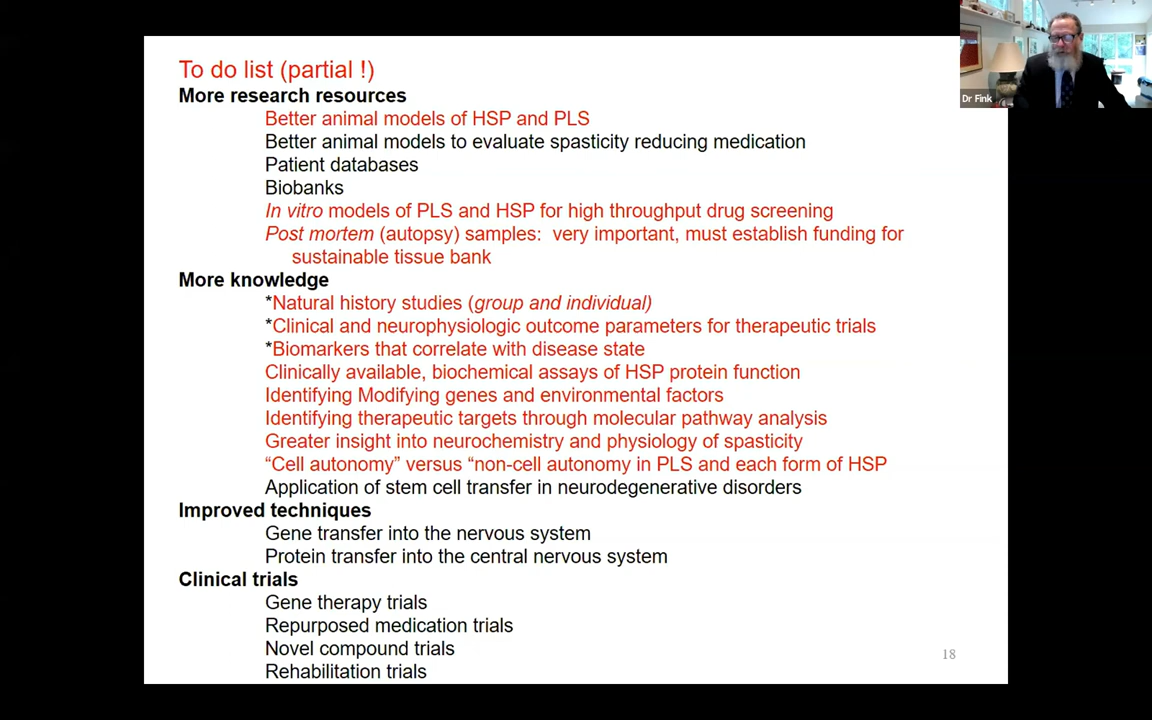 To do list (partial !)
More research resources
Better animal models of HSP and PLS
Better animal models to evaluate spasticity reducing medication
Patient databases
Biobanks
In vitro models of PLS and HSP for high throughput drug screening
Post mortem (autopsy) samples:  very important, must establish funding for
sustainable tissue bank
More knowledge
*Natural history studies (group and individual)
*Clinical and neurophysiologic outcome parameters for therapeutic trials
*Biomarkers that correlate with disease state
Clinically available, biochemical assays of HSP protein function
Identifying Modifying genes and environmental factors
Identifying therapeutic targets through molecular pathway analysis
Greater insight into neurochemistry and physiology of spasticity
“Cell autonomy” versus “non-cell autonomy in PLS and each form of HSP
Application of stem cell transfer in neurodegenerative disorders
Improved techniques
Gene transfer into the nervous system
Protein transfer into the central nervous system
Clinical trials
Gene therapy trials
Repurposed medication trials
Novel compound trials
Rehabilitation trials
18
Dr Fink